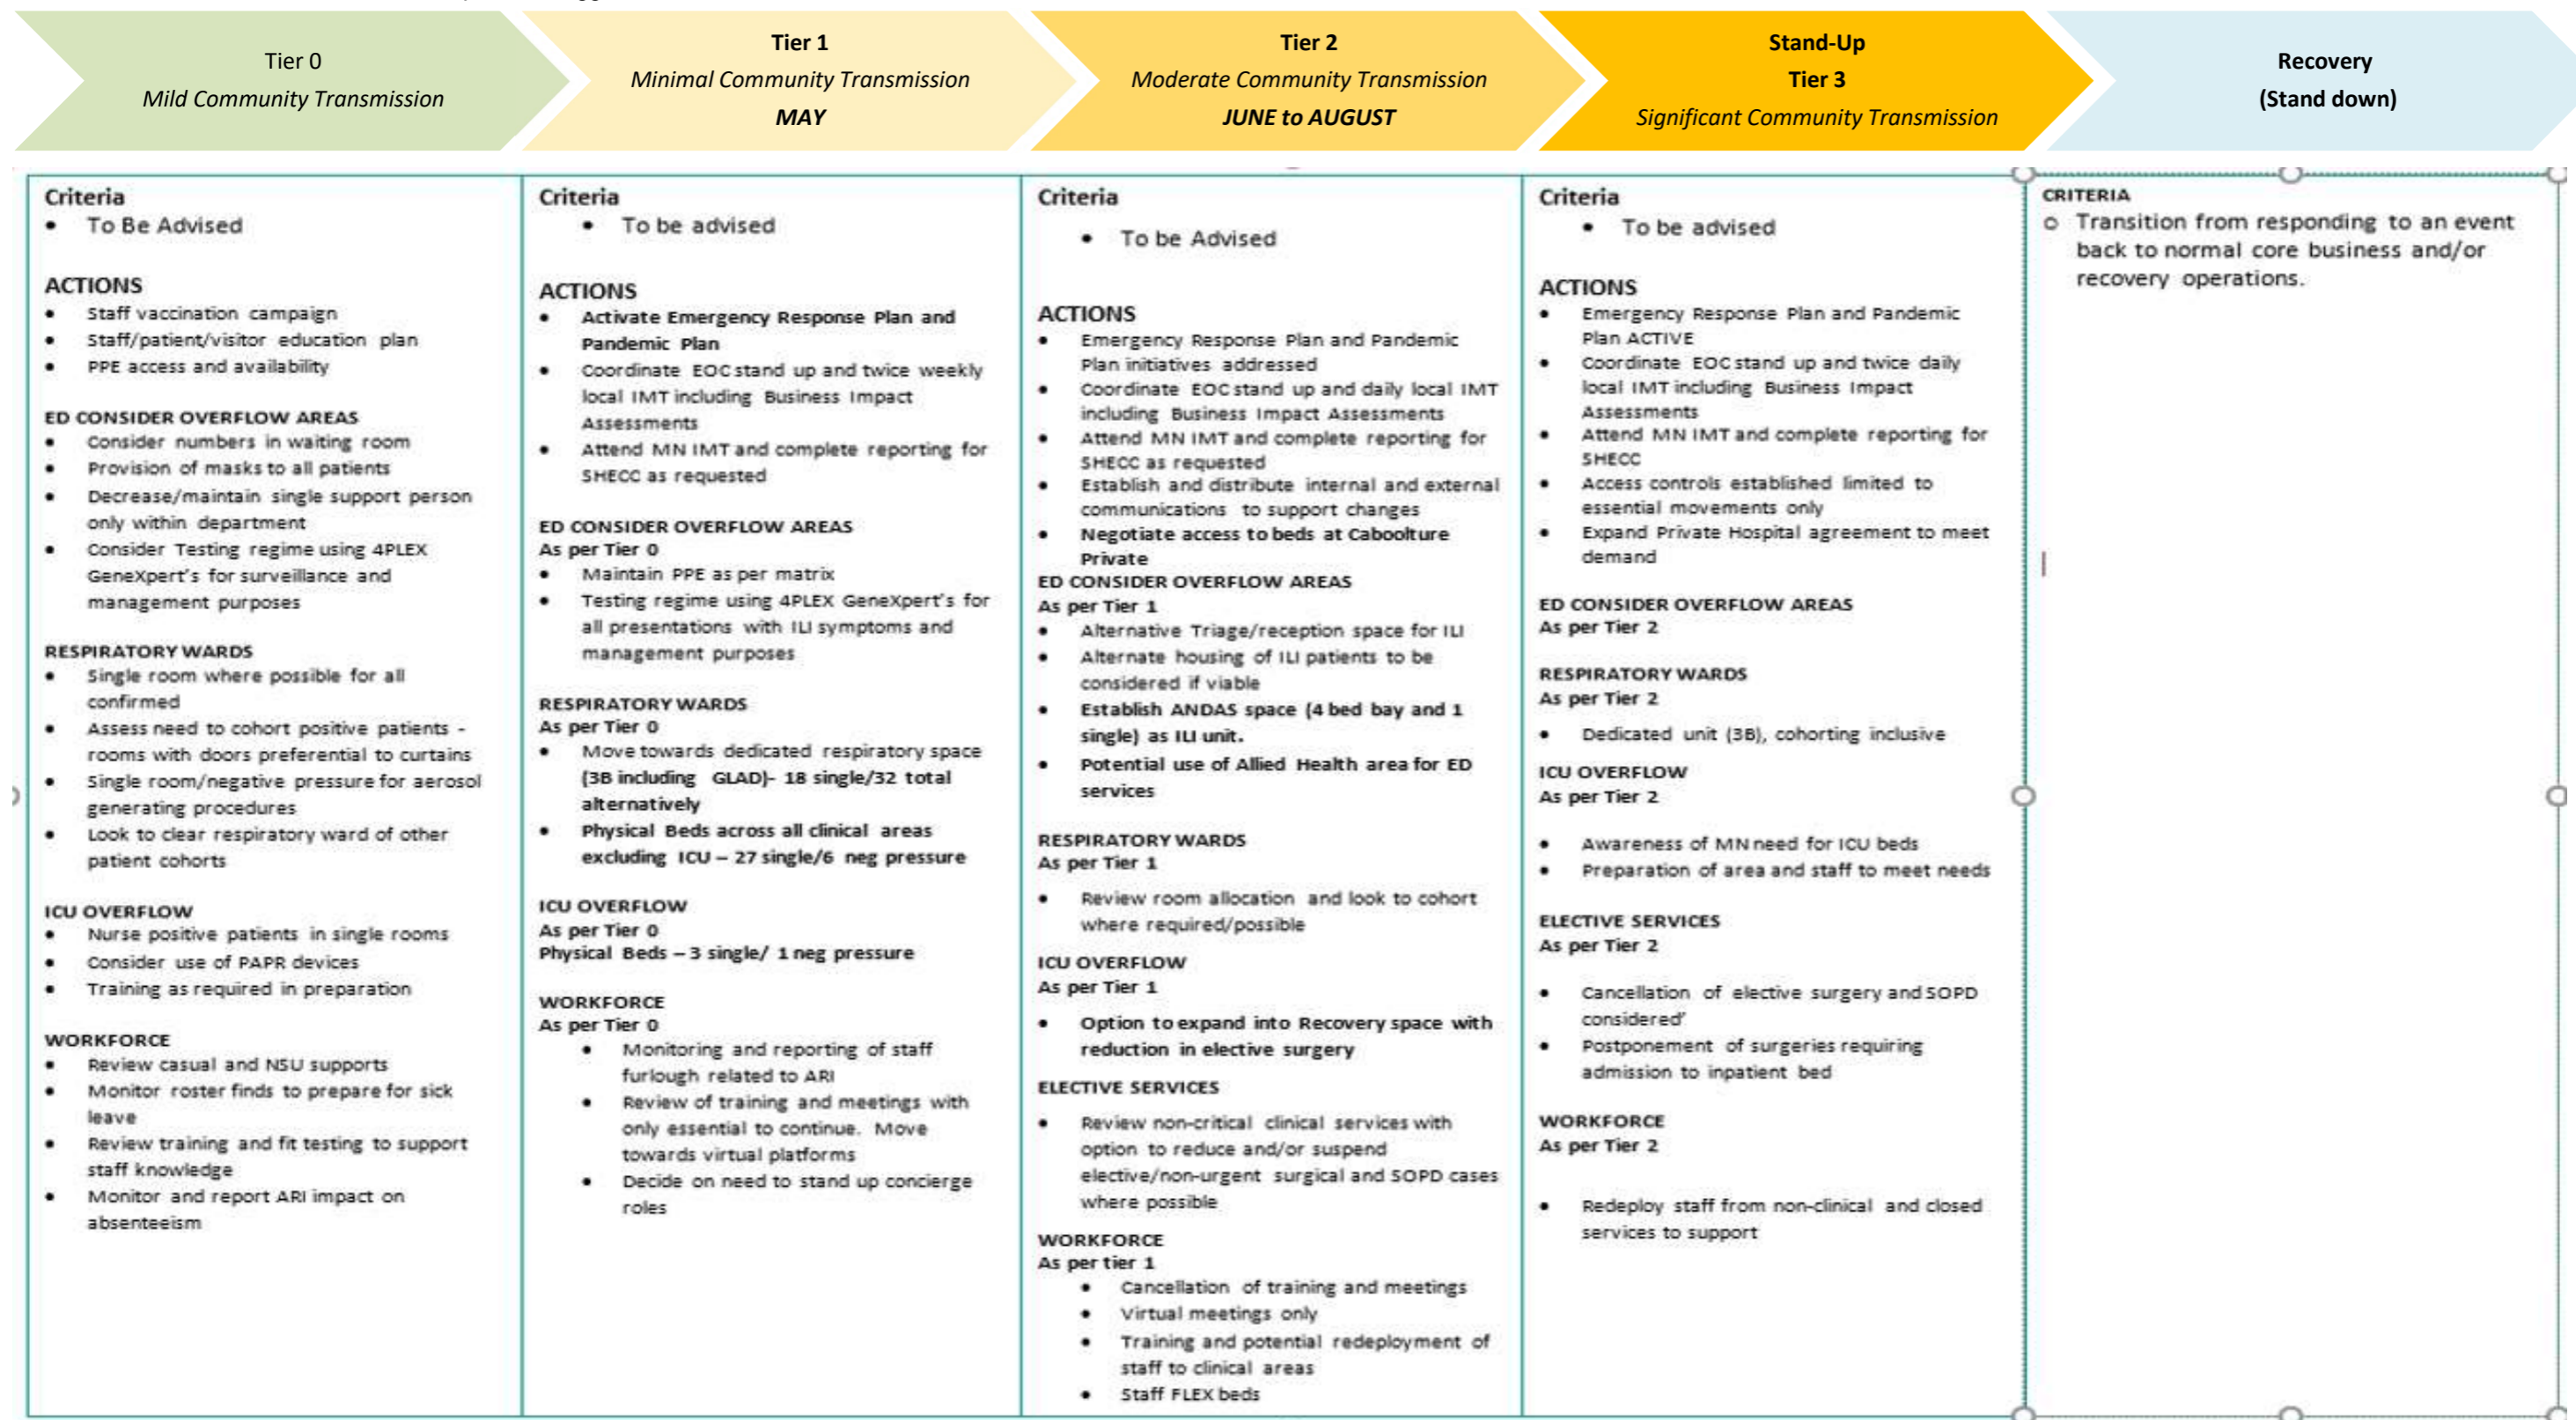 Tier 0
Mild Community Transmission
Tier 1
Minimal Community Transmission
MAY
Tier 2
Moderate Community Transmission
JUNE to AUGUST
Stand-Up
Tier 3
Significant Community Transmission
Recovery
(Stand down)
Criteria
• To Be Advised
ACTIONS
• Staff vaccination campaign
• Staff/patient/visitor education plan
• PPE access and availability
ED CONSIDER OVERFLOW AREAS
• Consider numbers in waiting room
• Provision of masks to all patients
• Decrease/maintain single support person
only within department
• Consider Testing regime using 4PLEX
GeneXpert's for surveillance and
management purposes
RESPIRATORY WARDS
• Single room where possible for all
confirmed
• Assess need to cohort positive patients -
rooms with doors preferential to curtains
• Single room/negative pressure for aerosol
generating procedures
• Look to clear respiratory ward of other
patient cohorts
ICU OVERFLOW
• Nurse positive patients in single rooms
• Consider use of PAPR devices
• Training as required in preparation
WORKFORCE
• Review casual and NSU supports
• Monitor roster finds to prepare for sick
leave
• Review training and fit testing to support
staff knowledge
• Monitor and report ARI impact on
absenteeism
Criteria
• To be advised
ACTIONS
• Activate Emergency Response Plan and
Pandemic Plan
• Coordinate EOC stand up and twice weekly
local IMT including Business Impact
Assessments
• Attend MN IMT and complete reporting for
SHECC as requested
ED CONSIDER OVERFLOW AREAS
As per Tier 0
• Maintain PPE as per matrix
• Testing regime using 4PLEX GeneXpert's for
all presentations with ILI symptoms and
management purposes
RESPIRATORY WARDS
As per Tier 0
• Move towards dedicated respiratory space
(3B including GLAD)- 18 single/32 total
alternatively
• Physical Beds across all clinical areas
excluding ICU – 27 single/6 neg pressure
ICU OVERFLOW
As per Tier 0
Physical Beds – 3 single/ 1 neg pressure
WORKFORCE
As per Tier 0
• Monitoring and reporting of staff
furlough related to ARI
• Review of training and meetings with
only essential to continue. Move
towards virtual platforms
• Decide on need to stand up concierge
roles
Criteria
• To be Advised
ACTIONS
• Emergency Response Plan and Pandemic
Plan initiatives addressed
• Coordinate EOC stand up and daily local IMT
including Business Impact Assessments
• Attend MN IMT and complete reporting for
SHECC as requested
• Establish and distribute internal and external
communications to support changes
• Negotiate access to beds at Caboolture
Private
ED CONSIDER OVERFLOW AREAS
As per Tier 1
• Alternative Triage/reception space for ILI
• Alternate housing of ILI patients to be
considered if viable
• Establish ANDAS space (4 bed bay and 1
single) as ILI unit.
• Potential use of Allied Health area for ED
services
RESPIRATORY WARDS
As per Tier 1
• Review room allocation and look to cohort
where required/possible
ICU OVERFLOW
As per Tier 1
• Option to expand into Recovery space with
reduction in elective surgery
ELECTIVE SERVICES
• Review non-critical clinical services with
option to reduce and/or suspend
elective/non-urgent surgical and SOPD cases
where possible
WORKFORCE
As per tier 1
• Cancellation of training and meetings
• Virtual meetings only
• Training and potential redeployment of
staff to clinical areas
• Staff FLEX beds
Criteria
• To be advised
ACTIONS
• Emergency Response Plan and Pandemic
Plan ACTIVE
• Coordinate EOC stand up and twice daily
local IMT including Business Impact
Assessments
• Attend MN IMT and complete reporting for
SHECC
• Access controls established limited to
essential movements only
• Expand Private Hospital agreement to meet
demand
ED CONSIDER OVERFLOW AREAS
As per Tier 2
RESPIRATORY WARDS
As per Tier 2
• Dedicated unit (3B), cohorting inclusive
ICU OVERFLOW
As per Tier 2
• Awareness of MN need for ICU beds
• Preparation of area and staff to meet needs
ELECTIVE SERVICES
As per Tier 2
• Cancellation of elective surgery and SOPD
considered'
• Postponement of surgeries requiring
admission to inpatient bed
WORKFORCE
As per Tier 2
• Redeploy staff from non-clinical and closed
services to support
CRITERIA
o Transition from responding to an event
back to normal core business and/or
recovery operations.